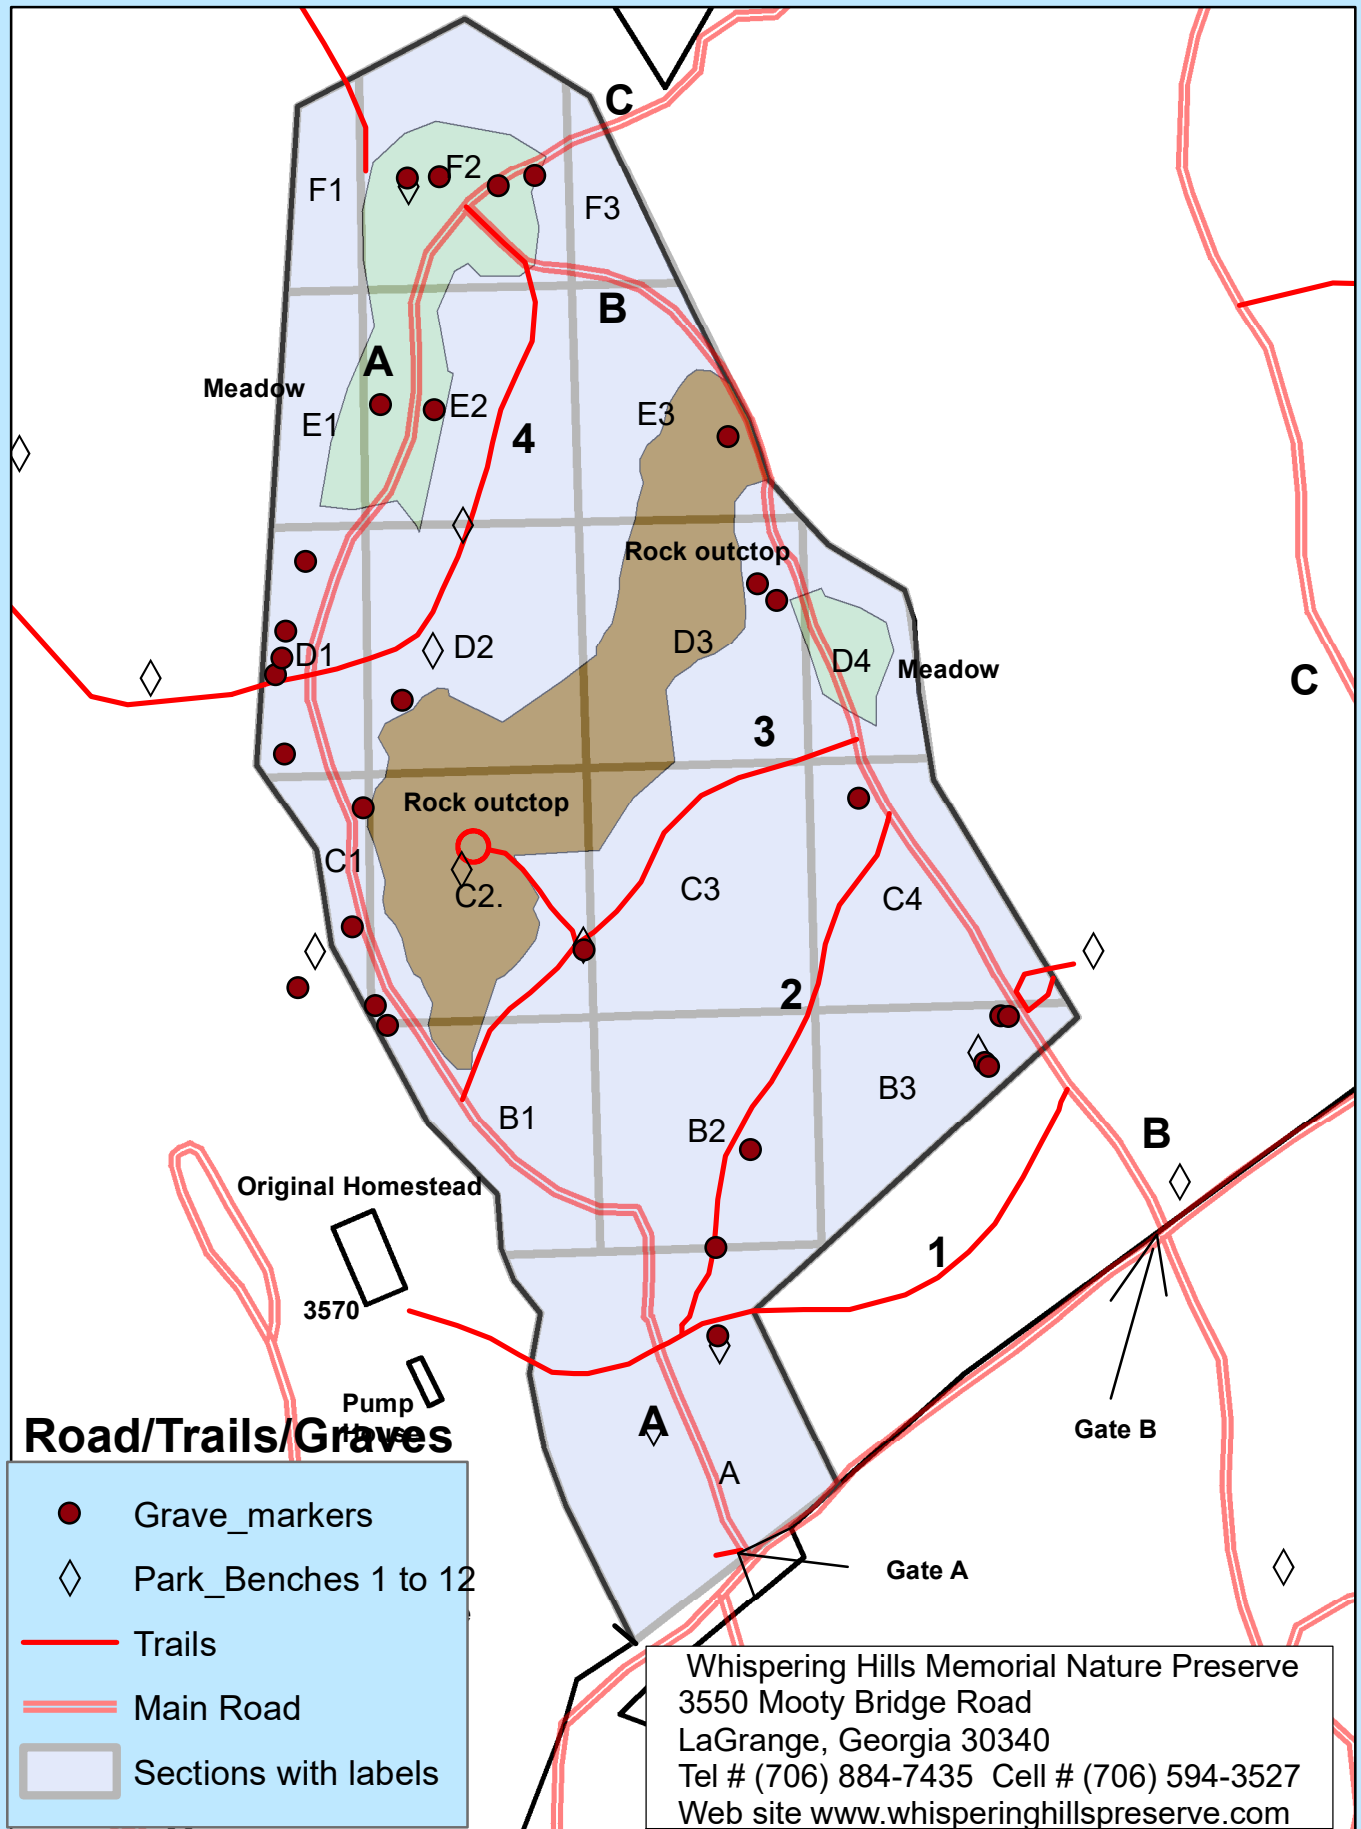 C
F2
F1
F3
B
A
Meadow
E1
E2
E3
4
Rock outctop
D1
D2
D3
D4
Meadow
C
3
Rock outctop
C1
C2.
C3
C4
2
B3
B1
B2
B
Original Homestead
1
3570
Pump
House
Gate B
A
A
Gate A
Road/Trails/Graves
Grave_markers
Park_Benches 1 to 12
Trails
Main Road
Sections with labels
Whispering Hills Memorial Nature Preserve
3550 Mooty Bridge Road
LaGrange, Georgia 30340
Tel # (706) 884-7435  Cell # (706) 594-3527
Web site www.whisperinghillspreserve.com